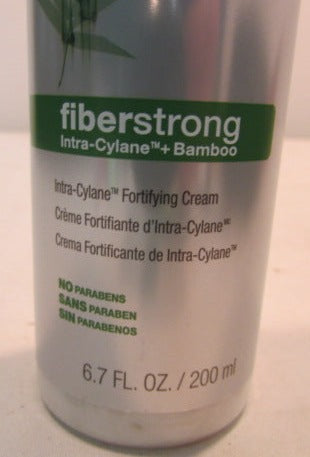 fiberstrong
Intra-Cylane™+ Bamboo
Intra-Cylane™ Fortifying Cream
Crème Fortifiante d'Intra-Cylane🅪
Crema Fortificante de Intra-Cylane™
NO PARABENS
SANS PARABEN
SIN PARABENOS
6.7 FL. OZ. / 200 ml